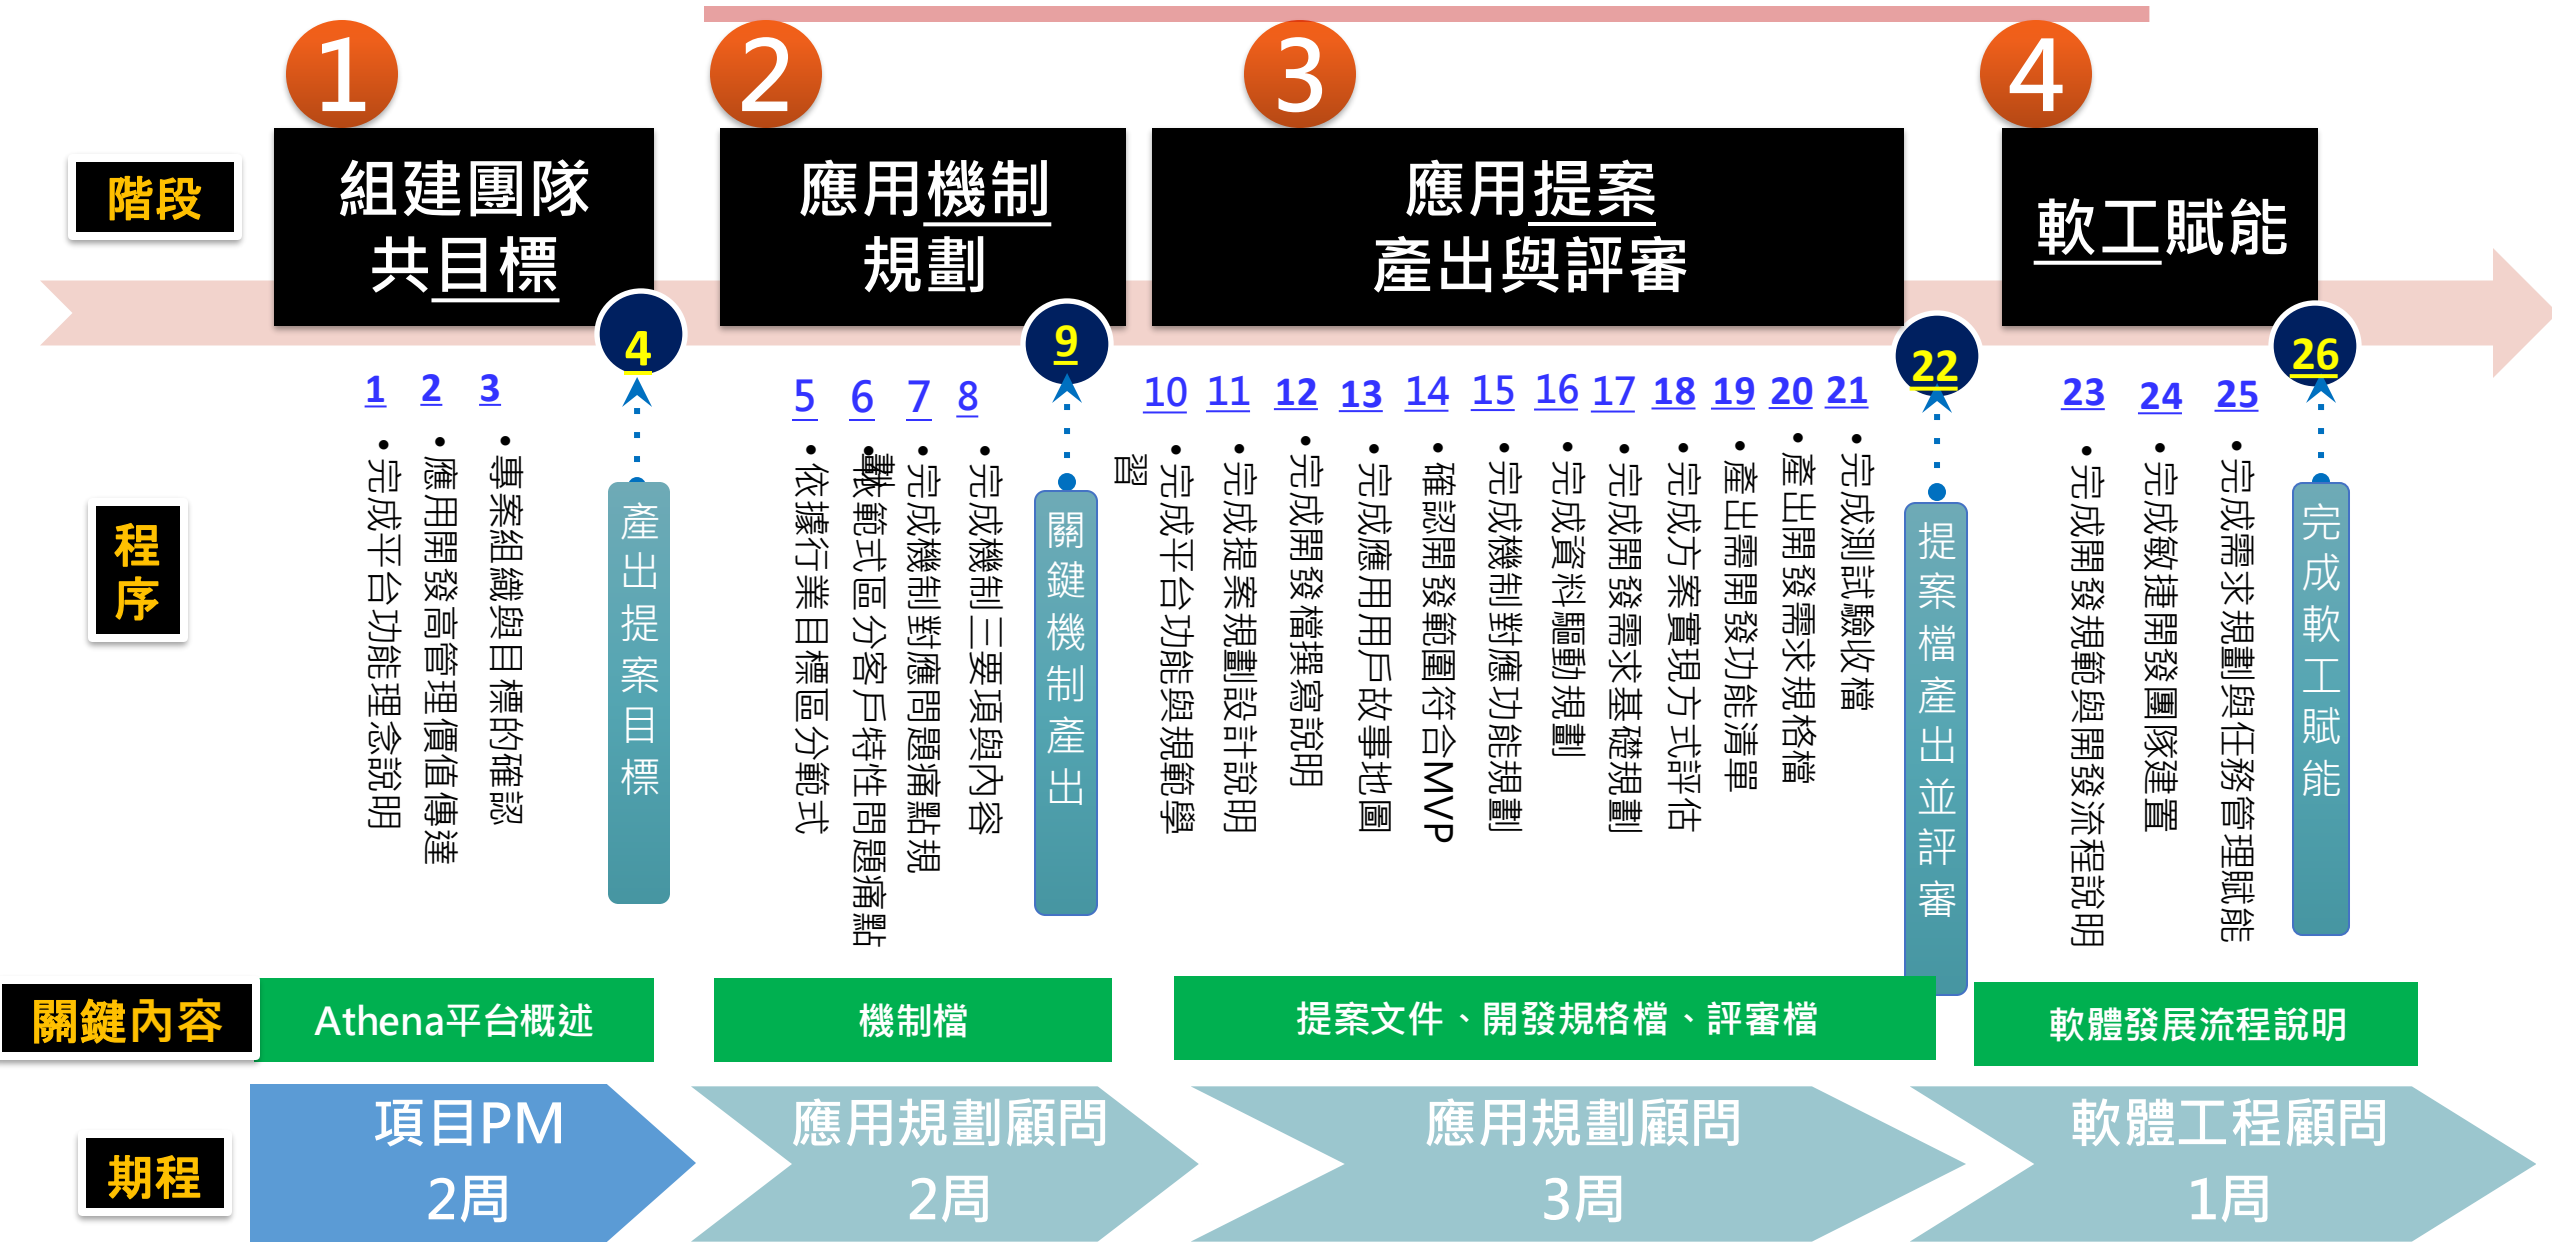 1
2
3
4
階段
組建團隊
共目標
應用機制
規劃
應用提案
產出與評審
軟工賦能
4
9
22
26
1
2
3
5
6
7
8
10
11
12
13
14
15
16
17
18
19
20
21
23
24
25
程序
• 完成平台功能理念說明
• 應用開發高管理價值傳達
• 專案組織與目標的確認
產出提案目標
• 依據行業目標區分範式
• 依範式區分客戶特性問題痛點
• 完成機制對應問題痛點規
劃
• 完成機制三要項與內容
關鍵機制產出
• 完成平台功能與規範學
習
• 完成提案規劃設計說明
• 完成開發檔撰寫說明
• 完成應用用戶故事地圖
• 確認開發範圍符合MVP
• 完成機制對應功能規劃
• 完成資料驅動規劃
• 完成開發需求基礎規劃
• 完成方案實現方式評估
• 產出需開發功能清單
• 產出開發需求規格檔
• 完成測試驗收檔
提案檔產出並評審
• 完成開發規範與開發流程說明
• 完成敏捷開發團隊建置
• 完成需求規劃與任務管理賦能
完成軟工賦能
關鍵內容
Athena平台概述
機制檔
提案文件、開發規格檔、評審檔
軟體發展流程說明
期程
項目PM
2周
應用規劃顧問
2周
應用規劃顧問
3周
軟體工程顧問
1周